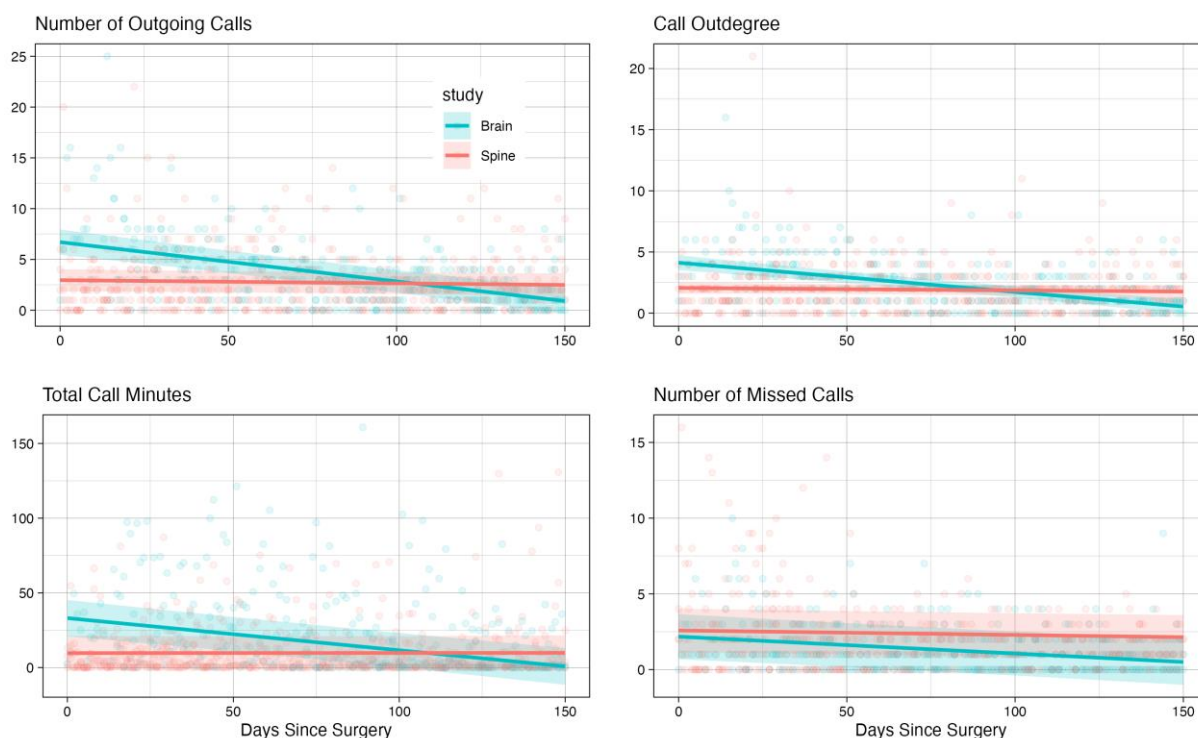 Number of Outgoing Calls
25
20
15
10
5
0
0 50 100 150
study
Brain
Spine
Call Outdegree
20
15
10
5
0
0 50 100 150
Total Call Minutes
150
100
50
0
0 50 100 150
Days Since Surgery
Number of Missed Calls
15
10
5
0
0 50 100 150
Days Since Surgery